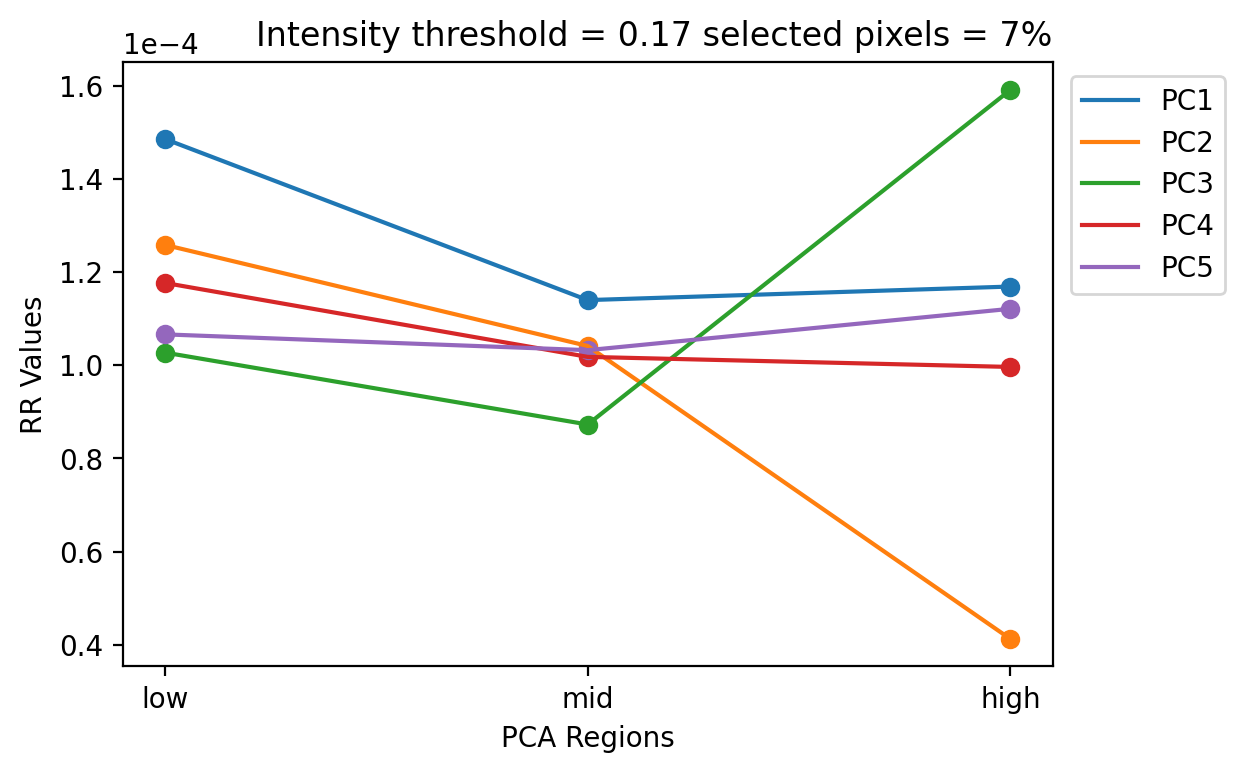 Intensity threshold = 0.17 selected pixels = 7%
1e−4
1.6
1.4
1.2
1.0
0.8
0.6
0.4
RR Values
low
mid
high
PCA Regions
PC1
PC2
PC3
PC4
PC5